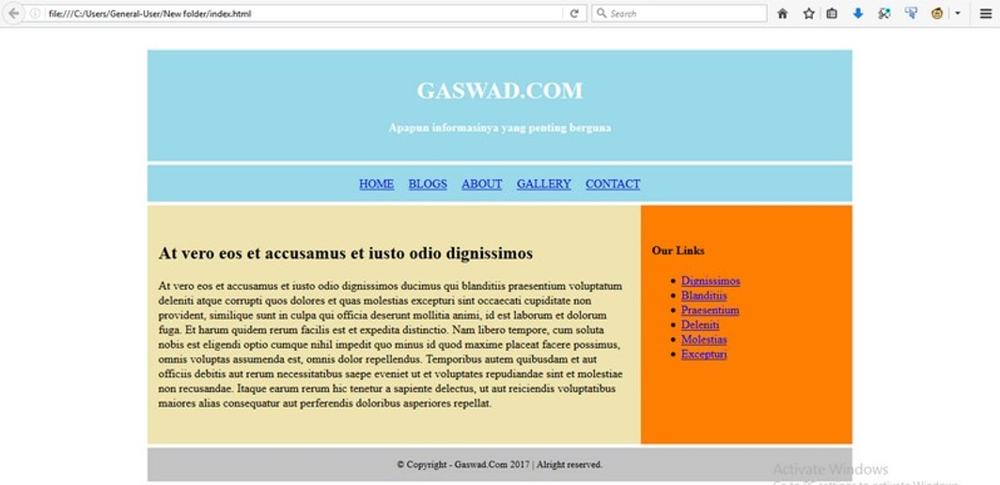 file:///C:/Users/General-User/New folder/index.html
Search
GASWAD.COM
Apapun informasinya yang penting berguna
HOME BLOGS ABOUT GALLERY CONTACT
At vero eos et accusamus et iusto odio dignissimos
At vero eos et accusamus et iusto odio dignissimos ducimus qui blanditiis praesentium voluptatum
deleniti atque corrupti quos dolores et quas molestias excepturi sint occaecati cupiditate non
provident, similique sunt in culpa qui officia deserunt mollitia animi, id est laborum et dolorum
fuga. Et harum quidem rerum facilis est et expedita distinctio. Nam libero tempore, cum soluta
nobis est eligendi optio cumque nihil impedit quo minus id quod maxime placeat facere possimus,
omnis voluptas assumenda est, omnis dolor repellendus. Temporibus autem quibusdam et aut
officiis debitis aut rerum necessitatibus saepe eveniet ut et voluptates repudiandae sint et molestiae
non recusandae. Itaque earum rerum hic tenetur a sapiente delectus, ut aut reiciendis voluptatibus
maiores alias consequatur aut perferendis doloribus asperiores repellat.
Our Links
Dignissimos
Blanditiis
Praesentium
Deleniti
Molestias
Excepturi
© Copyright - Gaswad.Com 2017 | Alright reserved.
Activate Windows
Go to PC settings to activate Windows